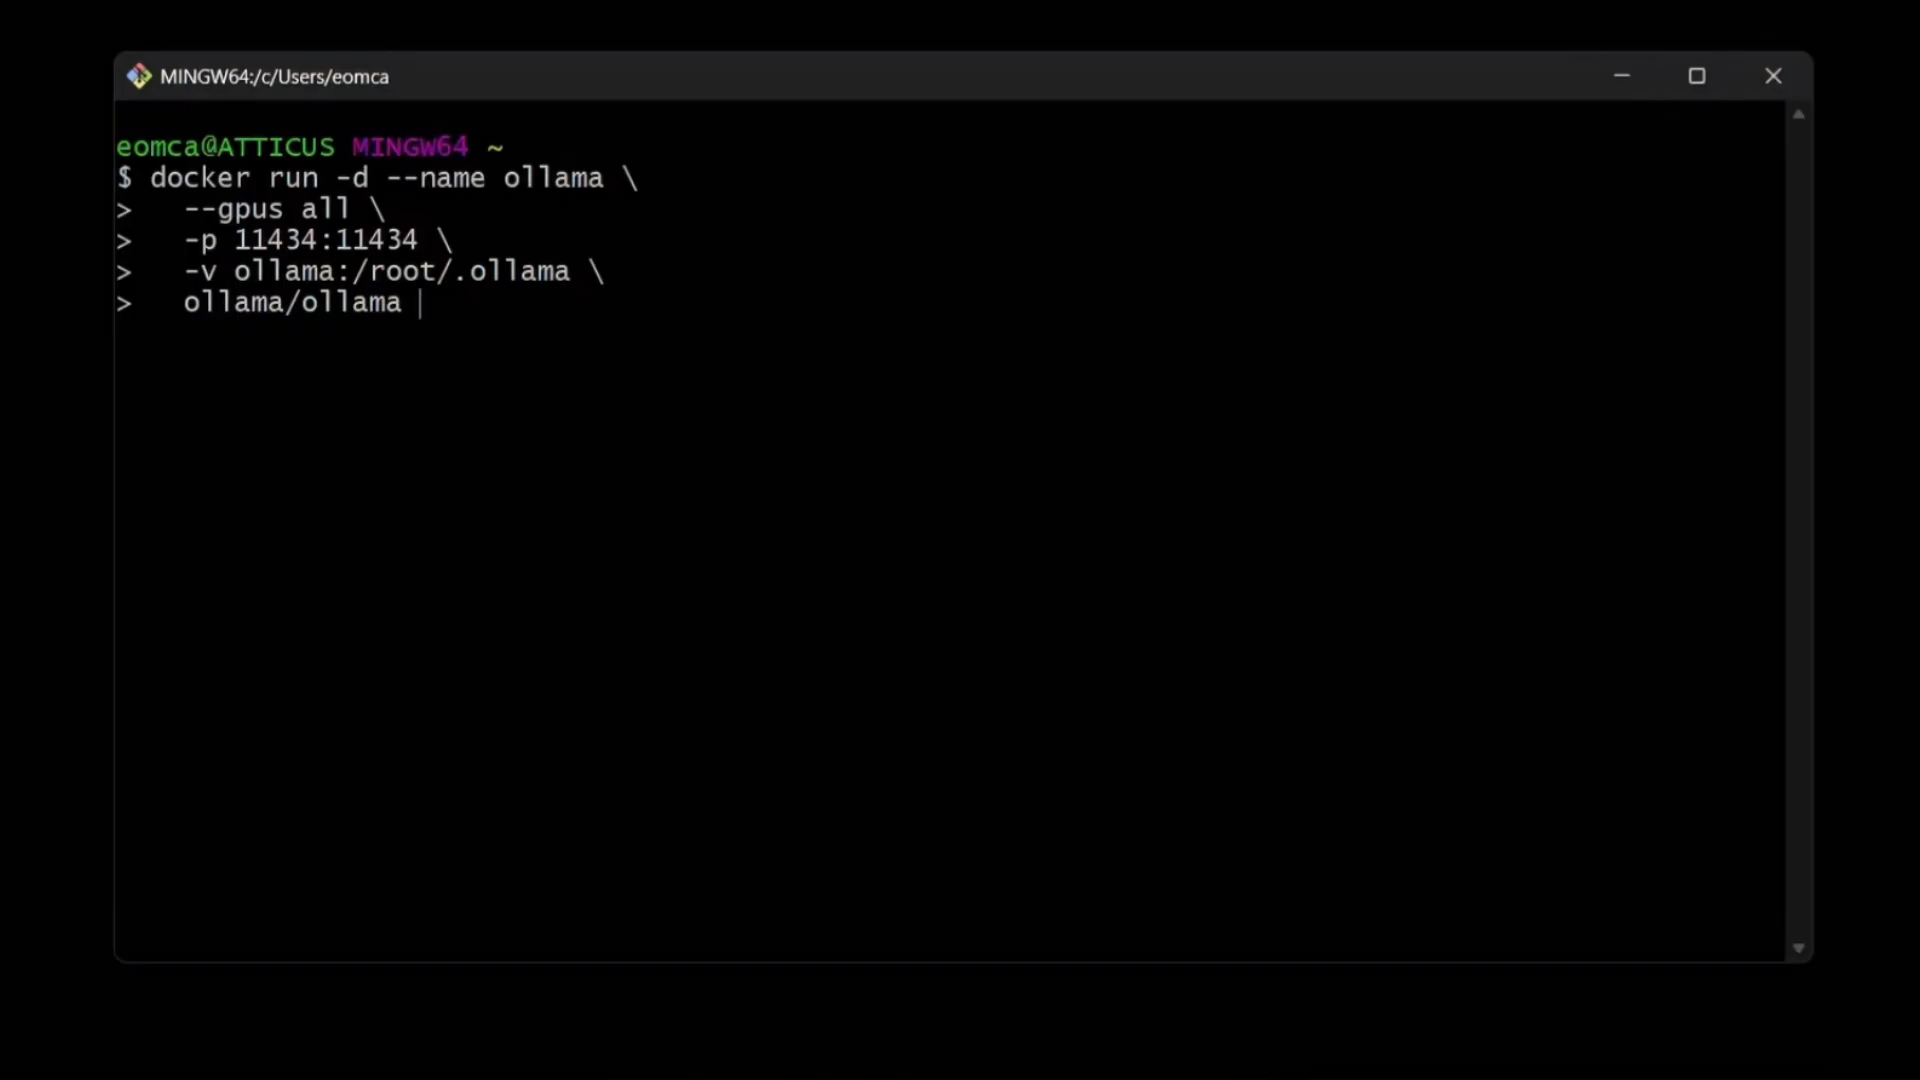 MINGW64:/c/Users/eomca
eomca@ATTICUS MINGW64 ~
$ docker run -d --name ollama \
>   --gpus all \
>   -p 11434:11434 \
>   -v ollama:/root/.ollama \
>   ollama/ollama